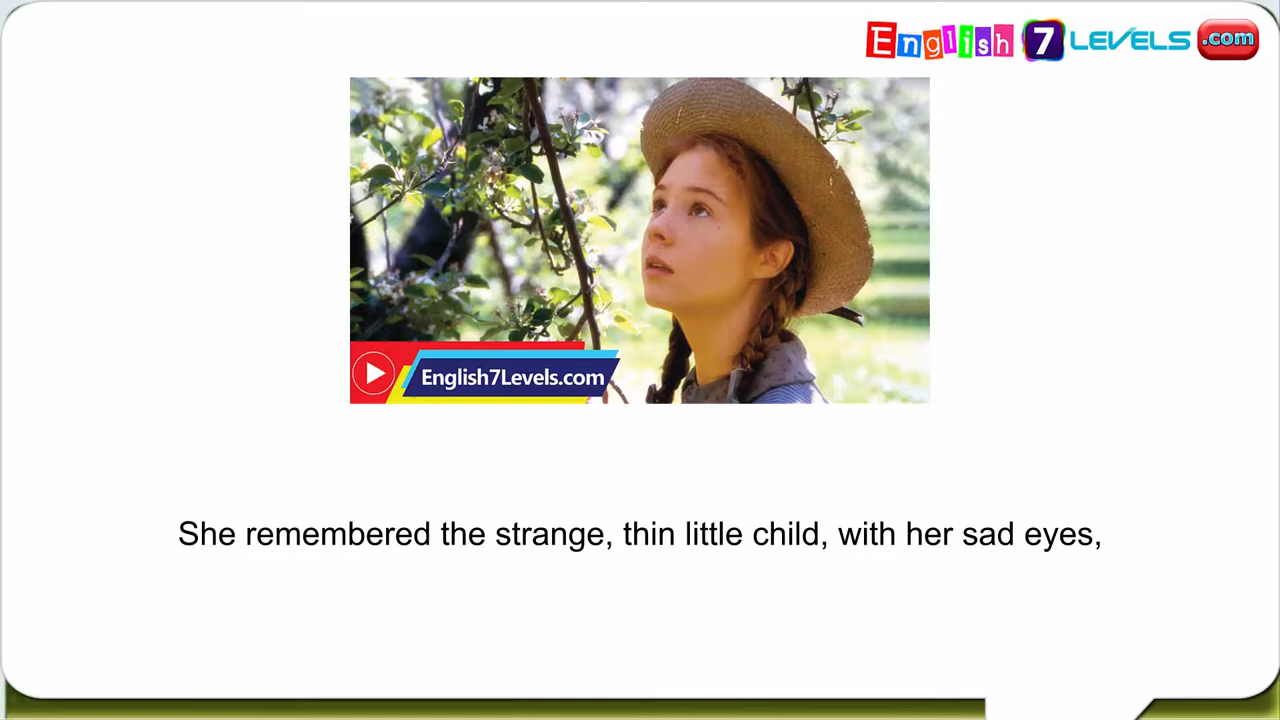 English 7 LEVELS .com
English7Levels.com
She remembered the strange, thin little child, with her sad eyes,